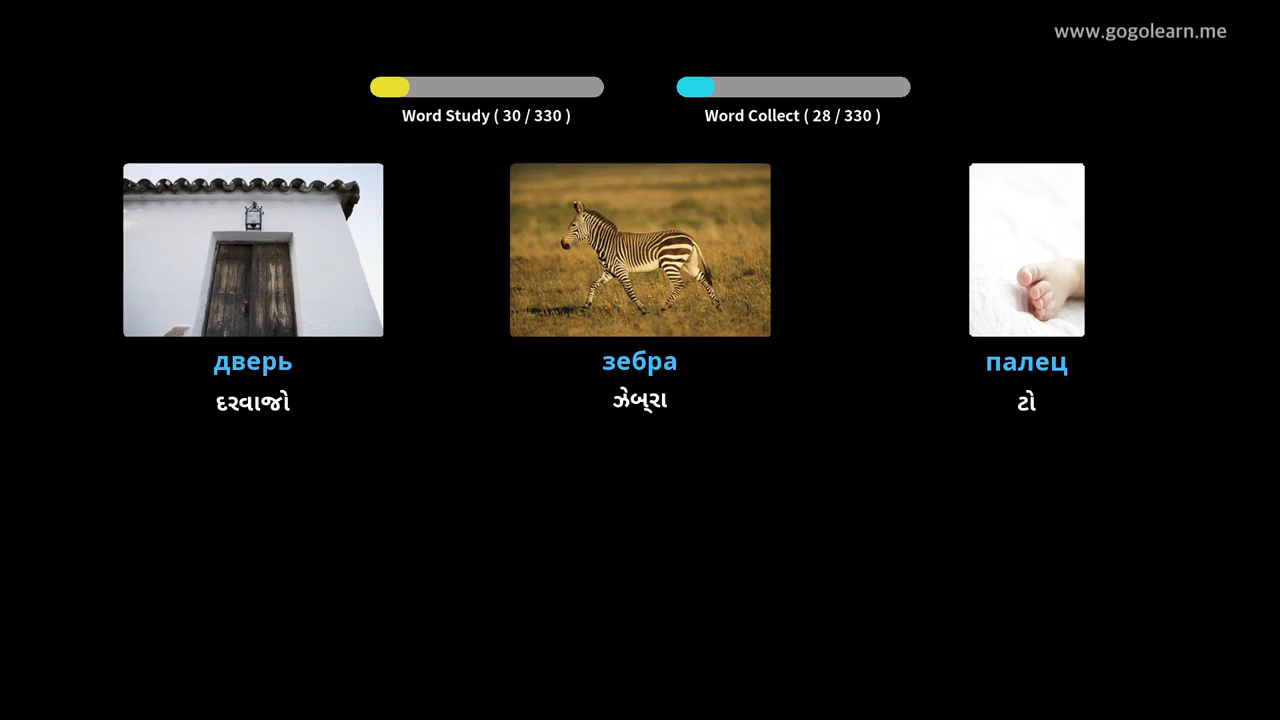 www.gogolearn.me
Word Study ( 30 / 330 )
Word Collect ( 28 / 330 )
дверь
зебра
палец
દરવાજો
ઝેબ્રા
ટો